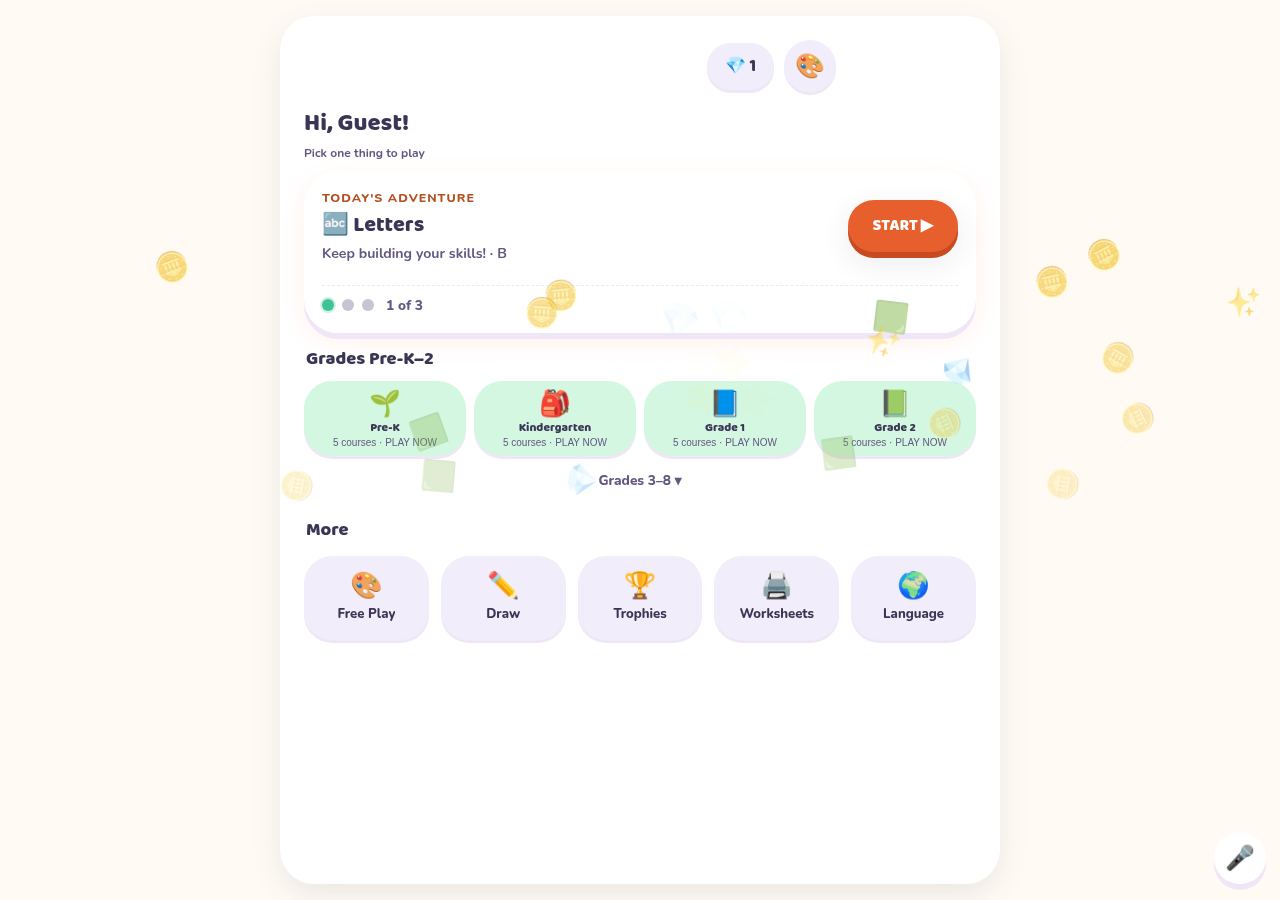 1
Hi, Guest!
Pick one thing to play
TODAY'S ADVENTURE
Letters
START ▶
Keep building your skills! · B
1 of 3
Grades Pre-K–2
Pre-K
5 courses · PLAY NOW
Kindergarten
5 courses · PLAY NOW
Grade 1
5 courses · PLAY NOW
Grade 2
5 courses · PLAY NOW
Grades 3–8 ▾
More
Free Play
Draw
Trophies
Worksheets
Language